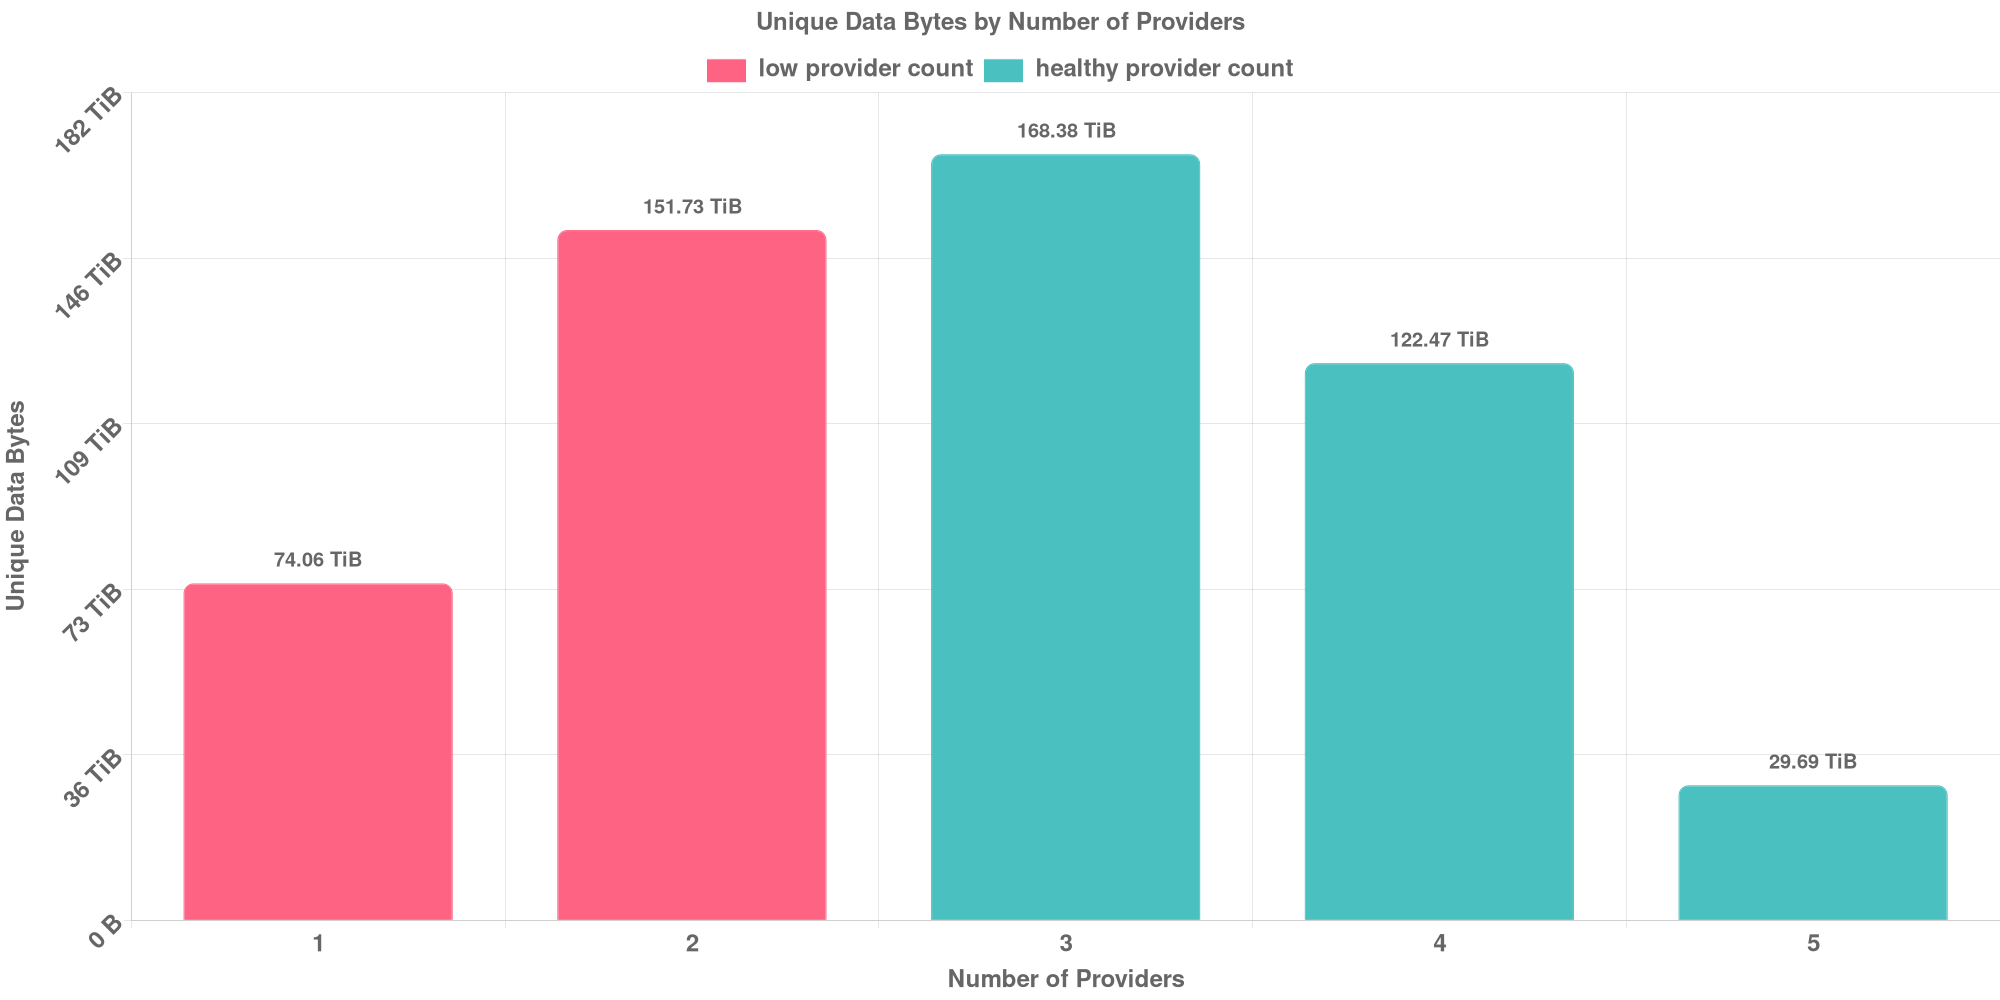 Unique Data Bytes by Number of Providers
low provider count healthy provider count
182 TiB
146 TiB
109 TiB
73 TiB
36 TiB
0 B
Unique Data Bytes
74.06 TiB
151.73 TiB
168.38 TiB
122.47 TiB
29.69 TiB
1 2 3 4 5
Number of Providers